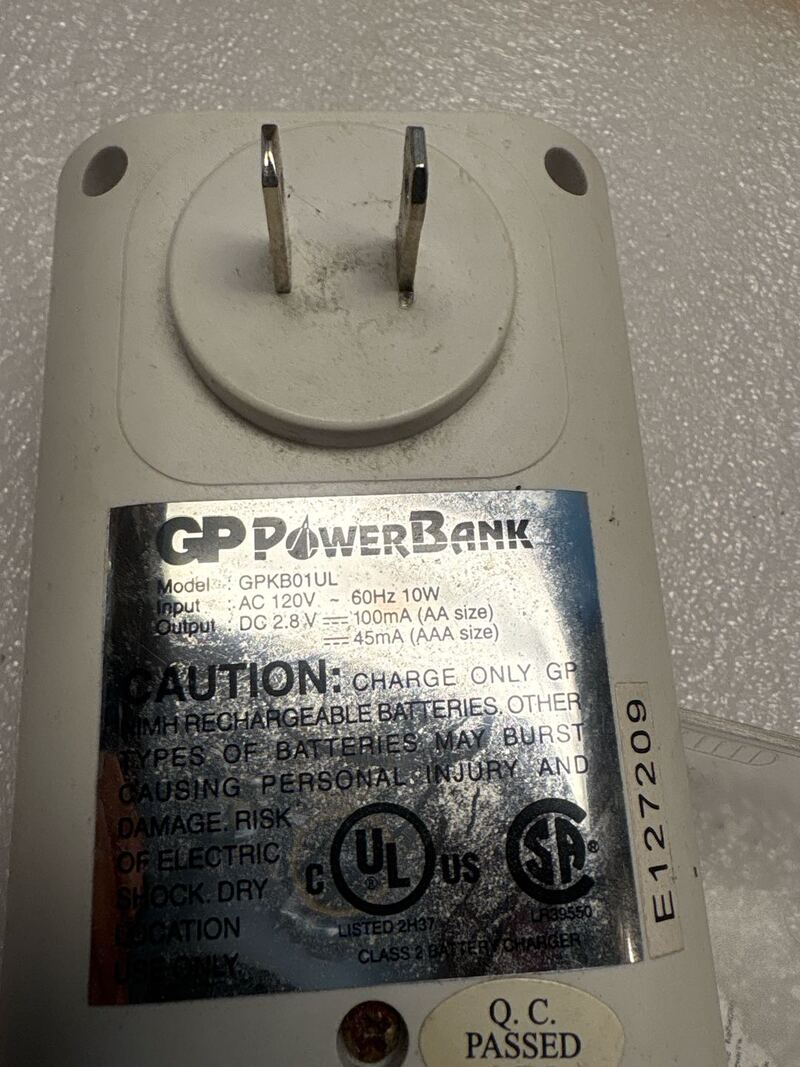 GP POWERBANK
Model : GPKB01UL
Input : AC 120V ~ 60Hz 10W
Output : DC 2.8 V ⎓ 100mA (AA size)
⎓ 45mA (AAA size)
CAUTION: CHARGE ONLY GP
NIMH RECHARGEABLE BATTERIES. OTHER
TYPES OF BATTERIES MAY BURST
CAUSING PERSONAL INJURY AND
DAMAGE. RISK
OF ELECTRIC
SHOCK. DRY
LOCATION
USE ONLY
C UL® US
LISTED 2H37
SA®
LR39550
CLASS 2 BATTERY CHARGER
E127209
Q. C.
PASSED